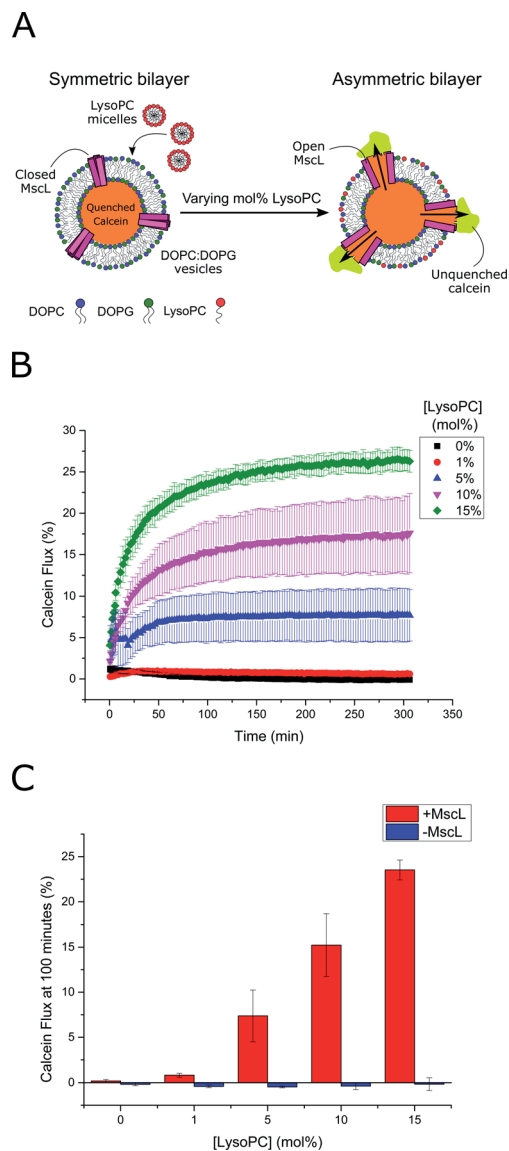 A
Symmetric bilayer
Asymmetric bilayer
LysoPC
micelles
Closed
MscL
Quenched
Calcein
Varying mol% LysoPC
DOPC:DOPG
vesicles
Open
MscL
Unquenched
calcein
DOPC
DOPG
LysoPC
B
[LysoPC]
(mol%)
0%
1%
5%
10%
15%
Calcein Flux (%)
30
25
20
15
10
5
0
0
50
100
150
200
250
300
350
Time (min)
C
+MscL
-MscL
Calcein Flux at 100 minutes (%)
25
20
15
10
5
0
0
1
5
10
15
[LysoPC] (mol%)